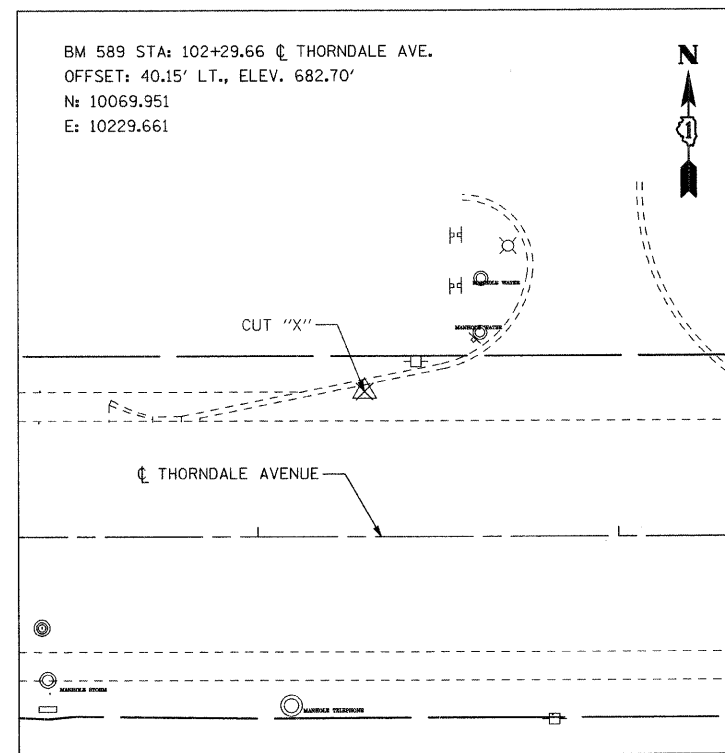 BM 589 STA: 102+29.66 ℄ THORNDALE AVE.
OFFSET: 40.15' LT., ELEV. 682.70'
N: 10069.951
E: 10229.661
N
1
MANHOLE WATER
MANHOLE WATER
CUT "X"
℄ THORNDALE AVENUE
MANHOLE STORM
MANHOLE TELEPHONE